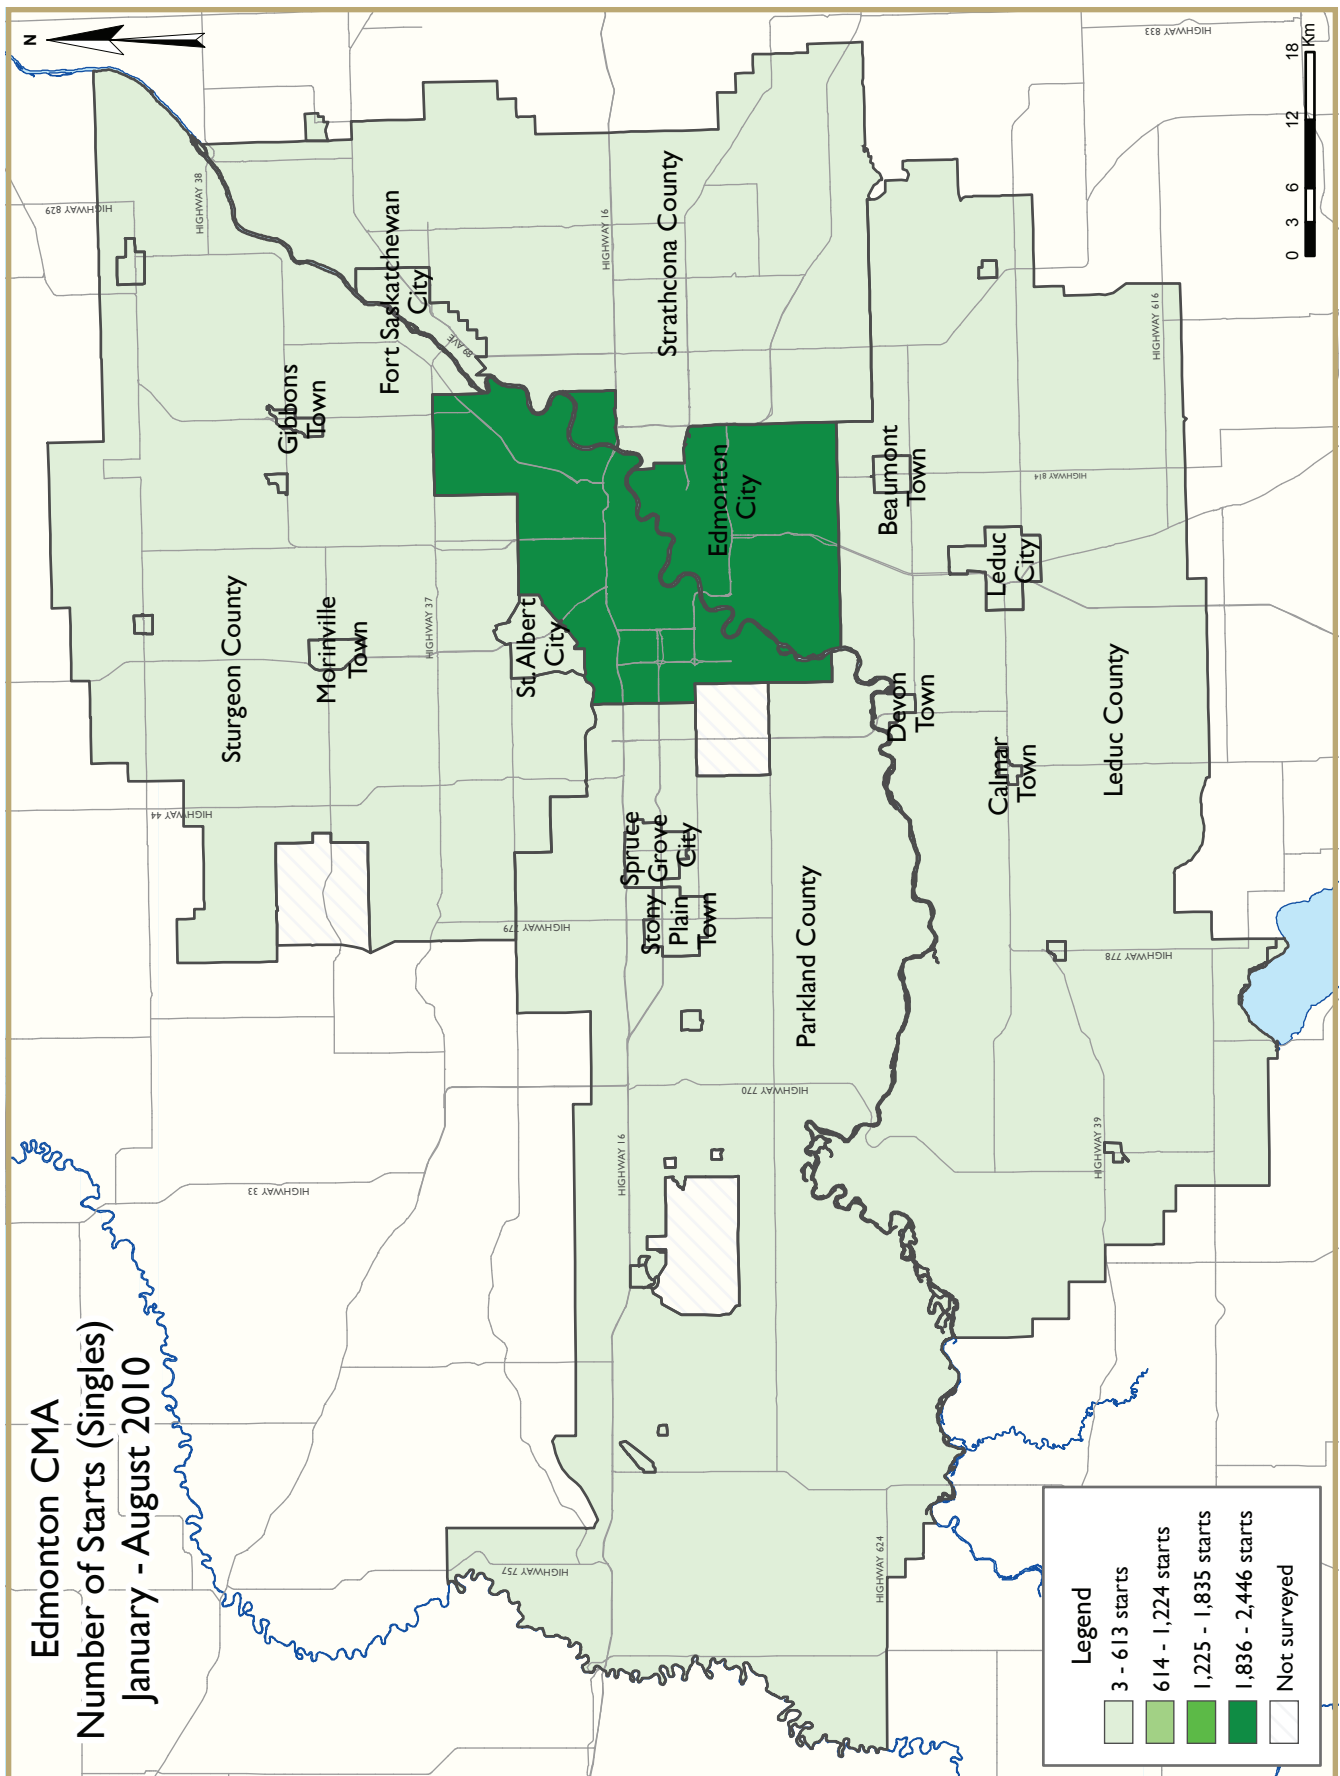 Edmonton CMA
Number of Starts (Singles)
January - August 2010
N
HIGHWAY 829
HIGHWAY 38
HIGHWAY 833
Gibbons
Town
Fort Saskatchewan
City
89 AVE
HIGHWAY 16
Strathcona County
Sturgeon County
Morinville
Town
HIGHWAY 37
HIGHWAY 44
St. Albert
City
Edmonton
City
Beaumont
Town
HIGHWAY 814
HIGHWAY 616
Leduc
City
Devon
Town
Calmar
Town
Leduc County
Spruce
Grove
City
Stony
Plain
Town
HIGHWAY 779
Parkland County
HIGHWAY 778
HIGHWAY 770
HIGHWAY 16
HIGHWAY 39
HIGHWAY 33
HIGHWAY 757
HIGHWAY 624
Legend
3 - 613 starts
614 - 1,224 starts
1,225 - 1,835 starts
1,836 - 2,446 starts
Not surveyed
0 3 6 12 18
Km